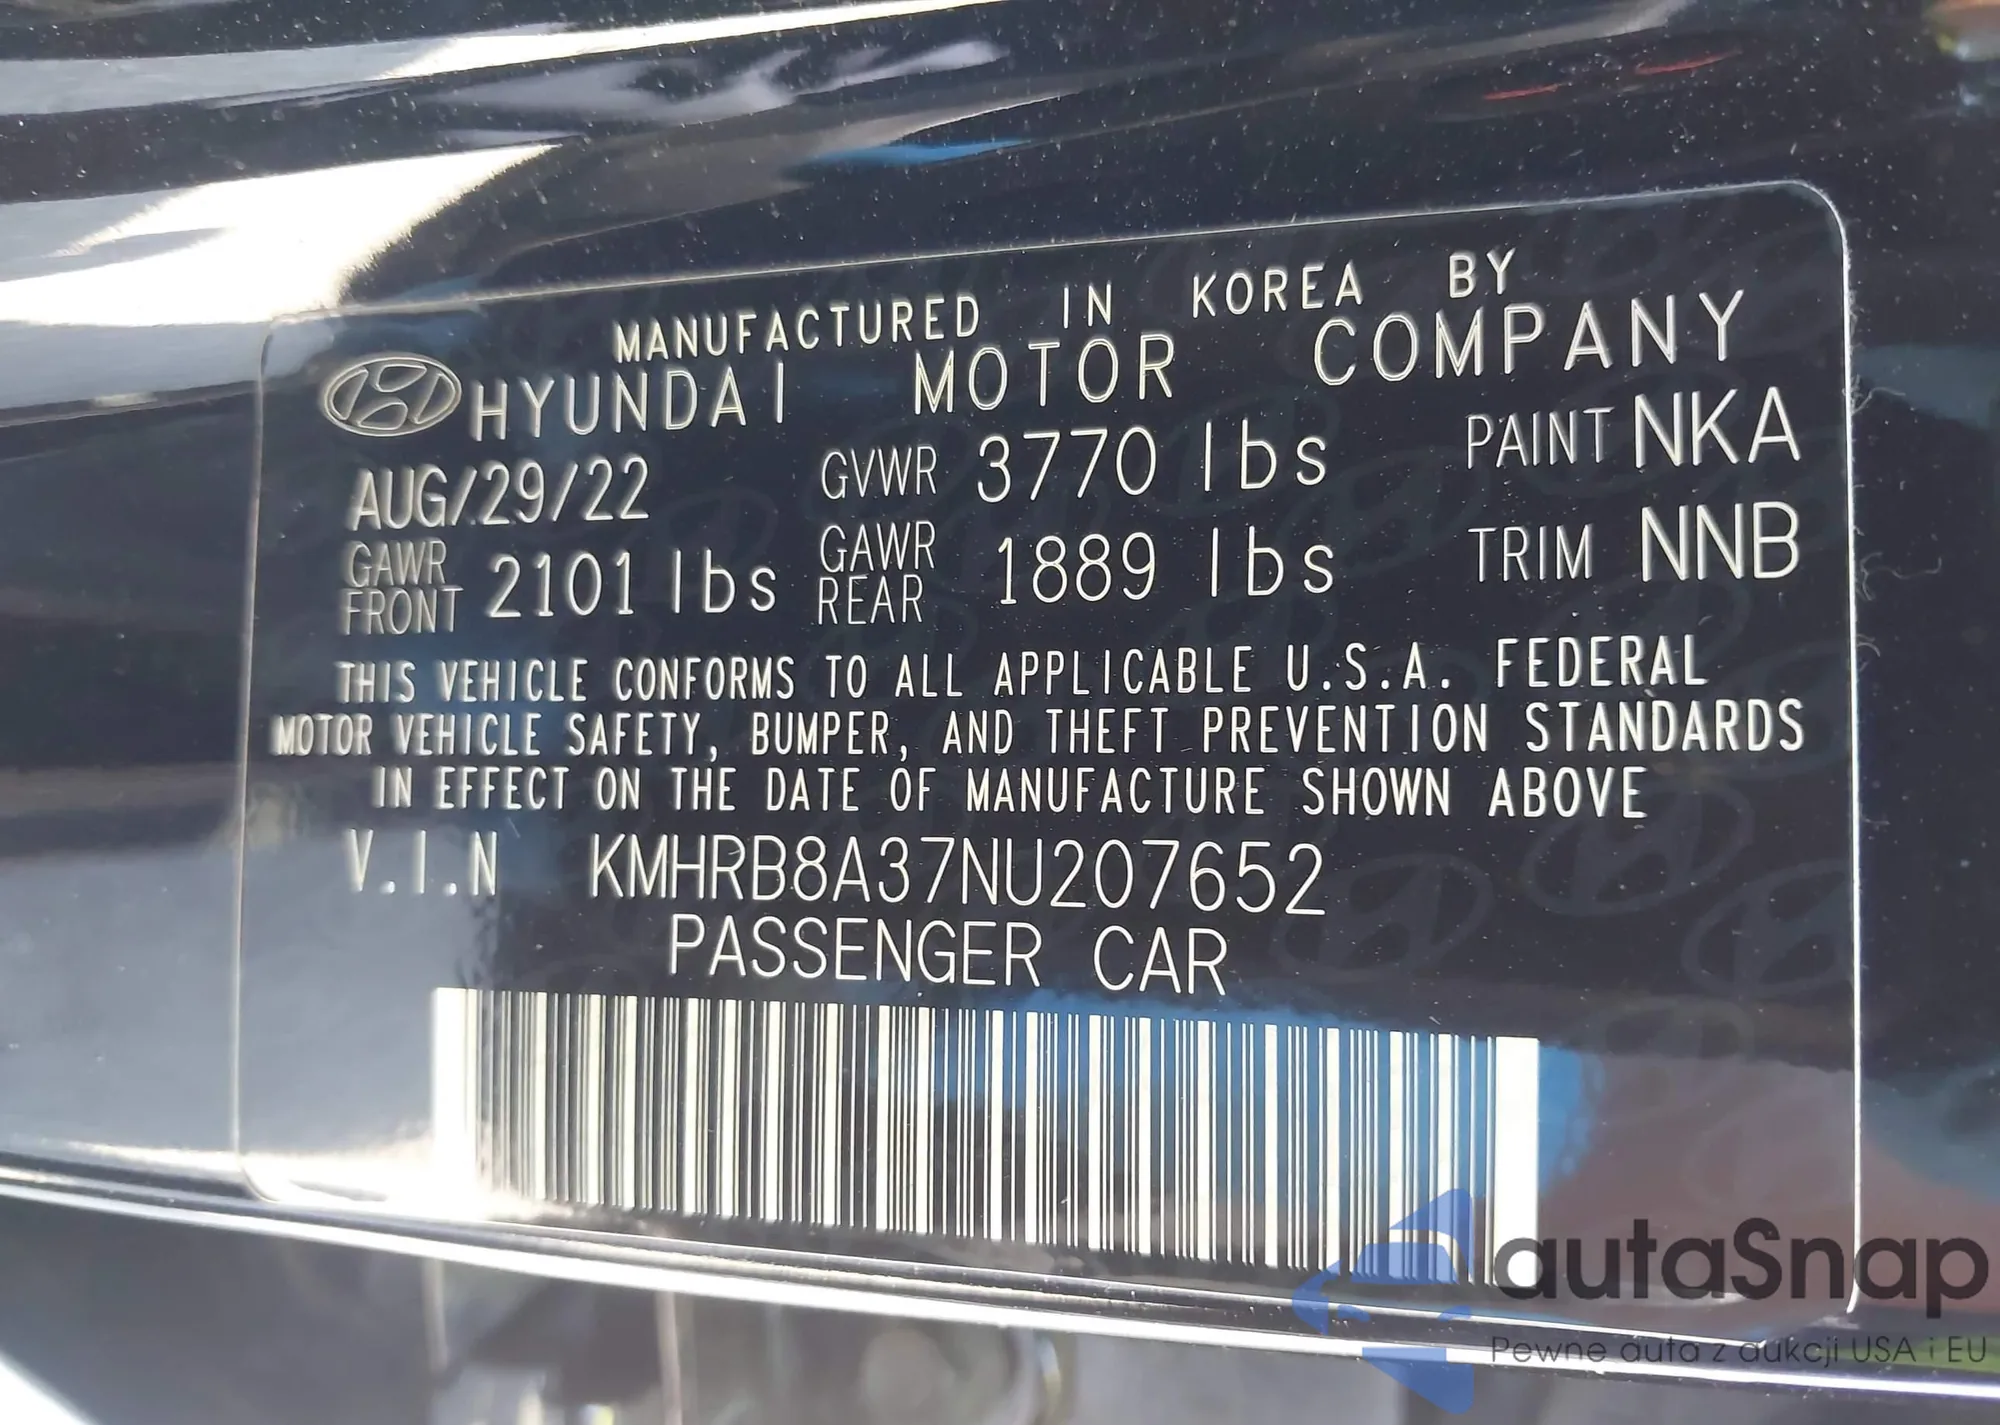 MANUFACTURED IN KOREA BY
HYUNDAI MOTOR COMPANY
AUG/29/22 GVWR 3770 lbs PAINT NKA
GAWR FRONT 2101 lbs GAWR REAR 1889 lbs TRIM NNB
THIS VEHICLE CONFORMS TO ALL APPLICABLE U.S.A. FEDERAL
MOTOR VEHICLE SAFETY, BUMPER, AND THEFT PREVENTION STANDARDS
IN EFFECT ON THE DATE OF MANUFACTURE SHOWN ABOVE
V.I.N KMHRB8A37NU207652
PASSENGER CAR
autaSnap
Pewne auta z aukcji USA i EU